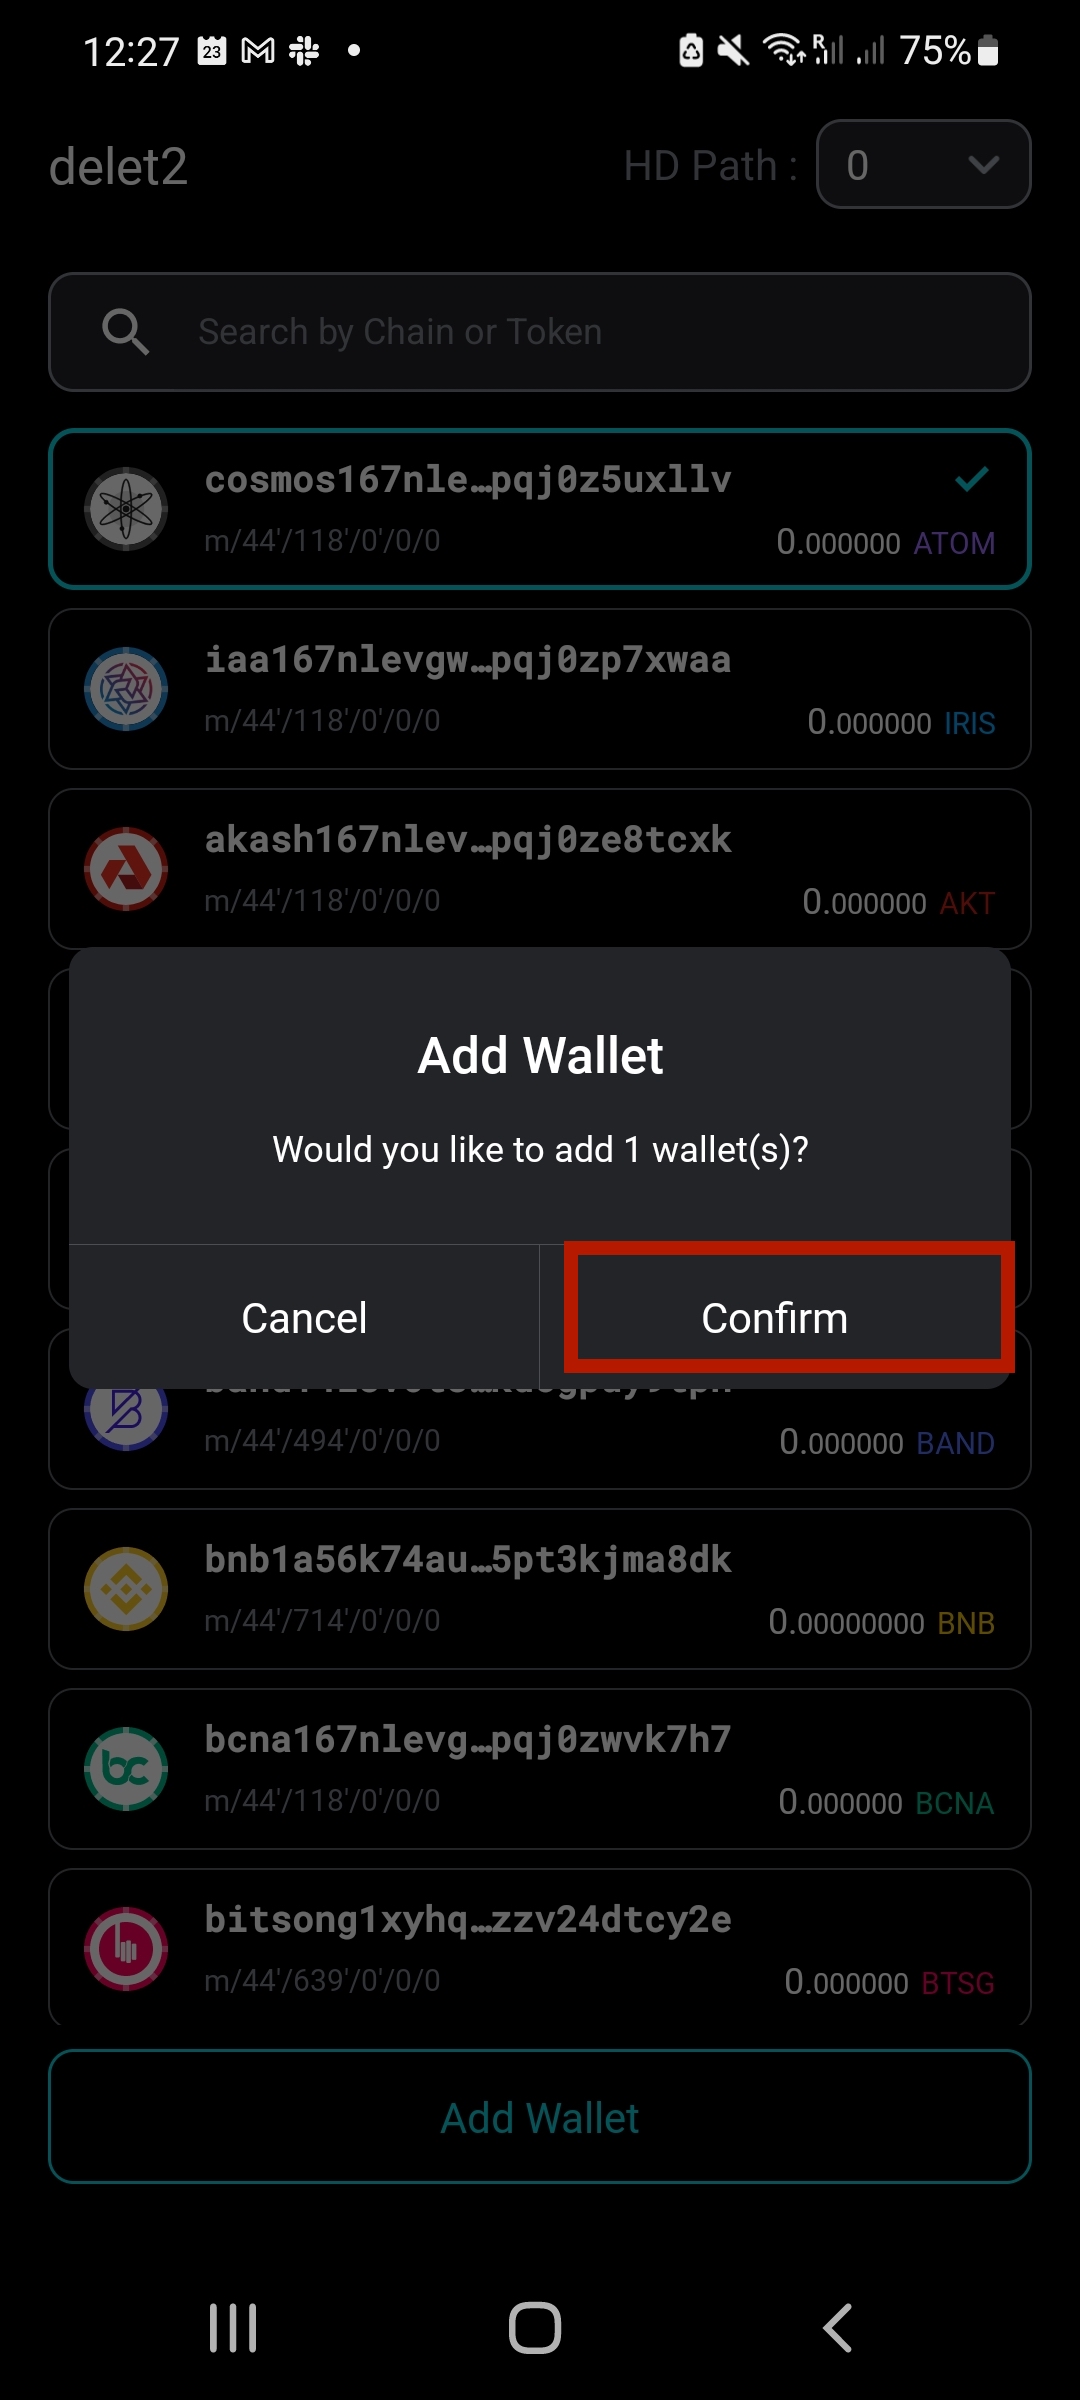 12:27 23 R 75%
delet2 HD Path : 0
Search by Chain or Token
cosmos167nle…pqj0z5uxllv
m/44'/118'/0'/0/0 0.000000 ATOM
iaa167nlevgw…pqj0zp7xwaa
m/44'/118'/0'/0/0 0.000000 IRIS
akash167nlev…pqj0ze8tcxk
m/44'/118'/0'/0/0 0.000000 AKT
Add Wallet
Would you like to add 1 wallet(s)?
Cancel Confirm
m/44'/494'/0'/0/0 0.000000 BAND
bnb1a56k74au…5pt3kjma8dk
m/44'/714'/0'/0/0 0.00000000 BNB
bcna167nlevg…pqj0zwvk7h7
m/44'/118'/0'/0/0 0.000000 BCNA
bitsong1xyhq…zzv24dtcy2e
m/44'/639'/0'/0/0 0.000000 BTSG
Add Wallet